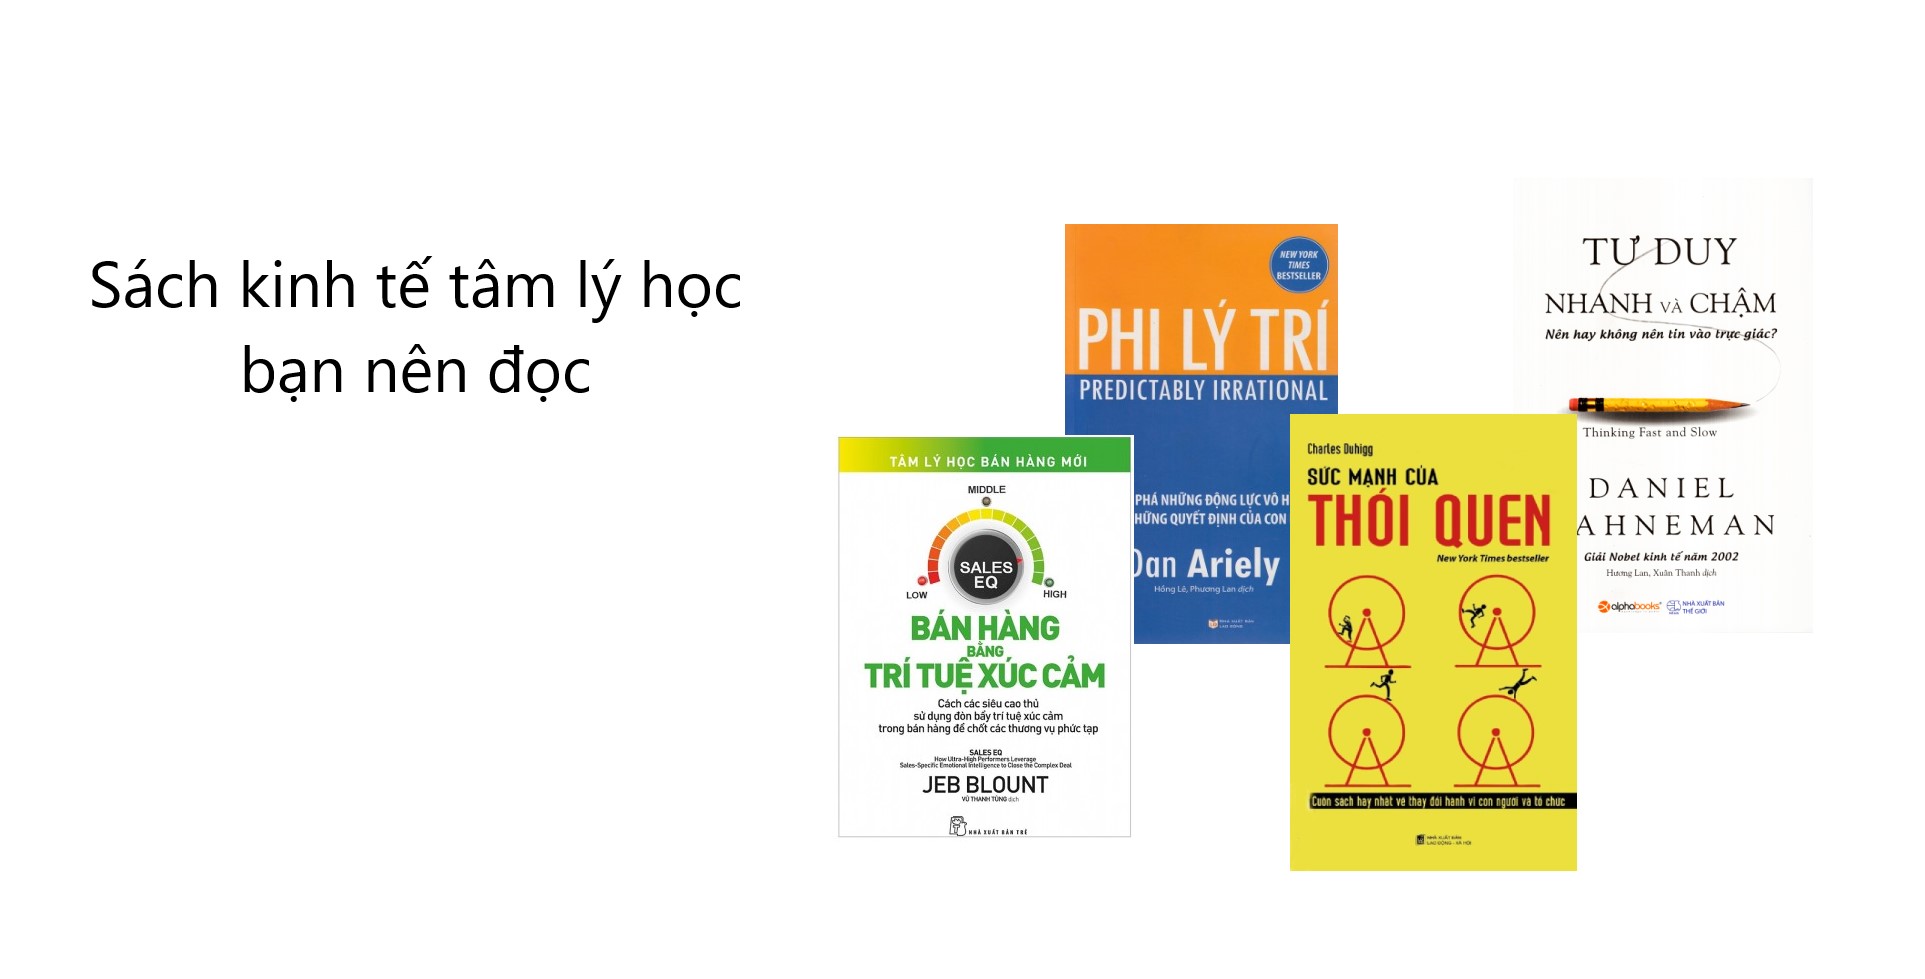 Sách kinh tế tâm lý học
bạn nên đọc
TÂM LÝ HỌC BÁN HÀNG MỚI
MIDDLE
SALES
EQ
LOW
HIGH
BÁN HÀNG
BẰNG
TRÍ TUỆ XÚC CẢM
Cách các siêu cao thủ
sử dụng đòn bẩy trí tuệ xúc cảm
trong bán hàng để chốt các thương vụ phức tạp
SALES EQ
How Ultra-High Performers Leverage
Sales-Specific Emotional Intelligence to Close the Complex Deal
JEB BLOUNT
VŨ THANH TÙNG dịch
NHÀ XUẤT BẢN TRẺ
NEW YORK
TIMES
BESTSELLER
PHI LÝ TRÍ
PREDICTABLY IRRATIONAL
PHÁ NHỮNG ĐỘNG LỰC VÔ H
HỮNG QUYẾT ĐỊNH CỦA CON
Dan Ariely
Hồng Lê, Phương Lan dịch
NHÀ XUẤT BẢN
LAO ĐỘNG
Charles Duhigg
SỨC MẠNH CỦA
THÓI QUEN
New York Times bestseller
Cuốn sách hay nhất về thay đổi hành vi con người và tổ chức
NHÀ XUẤT BẢN
LAO ĐỘNG - XÃ HỘI
TƯ DUY
NHANH VÀ CHẬM
Nên hay không nên tin vào trực giác?
Thinking Fast and Slow
DANIEL
AHNEMAN
Giải Nobel kinh tế năm 2002
Hương Lan, Xuân Thanh dịch
alphabooks
NHÀ XUẤT BẢN
THẾ GIỚI